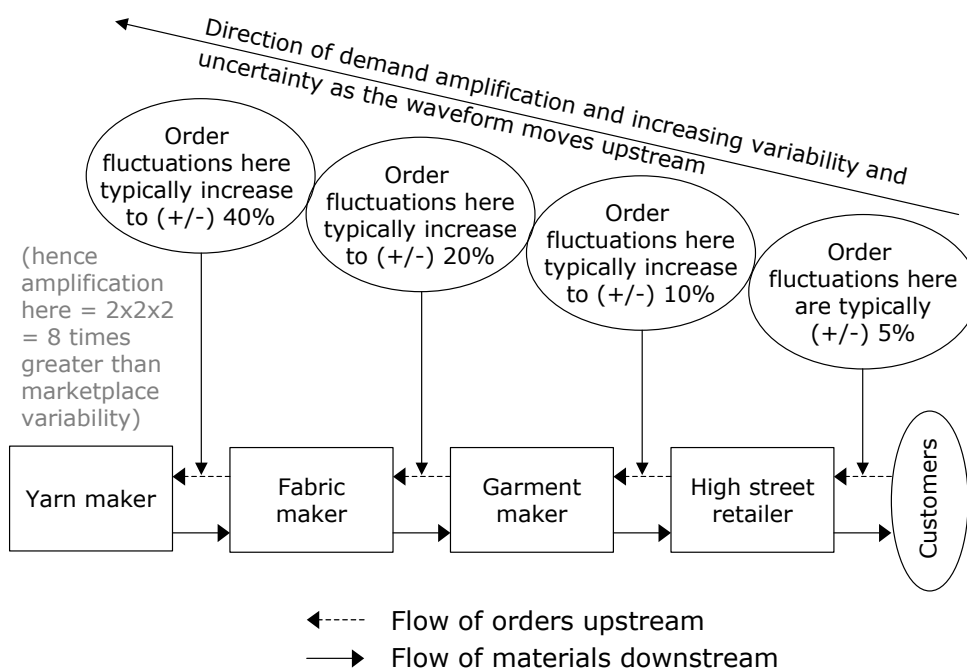 Direction of demand amplification and increasing variability and
uncertainty as the waveform moves upstream
Order
fluctuations here
typically increase
to (+/-) 40%
Order
fluctuations here
typically increase
to (+/-) 20%
Order
fluctuations here
typically increase
to (+/-) 10%
Order
fluctuations here
are typically
(+/-) 5%
(hence
amplification
here = 2x2x2
= 8 times
greater than
marketplace
variability)
Yarn maker
Fabric
maker
Garment
maker
High street
retailer
Customers
Flow of orders upstream
Flow of materials downstream